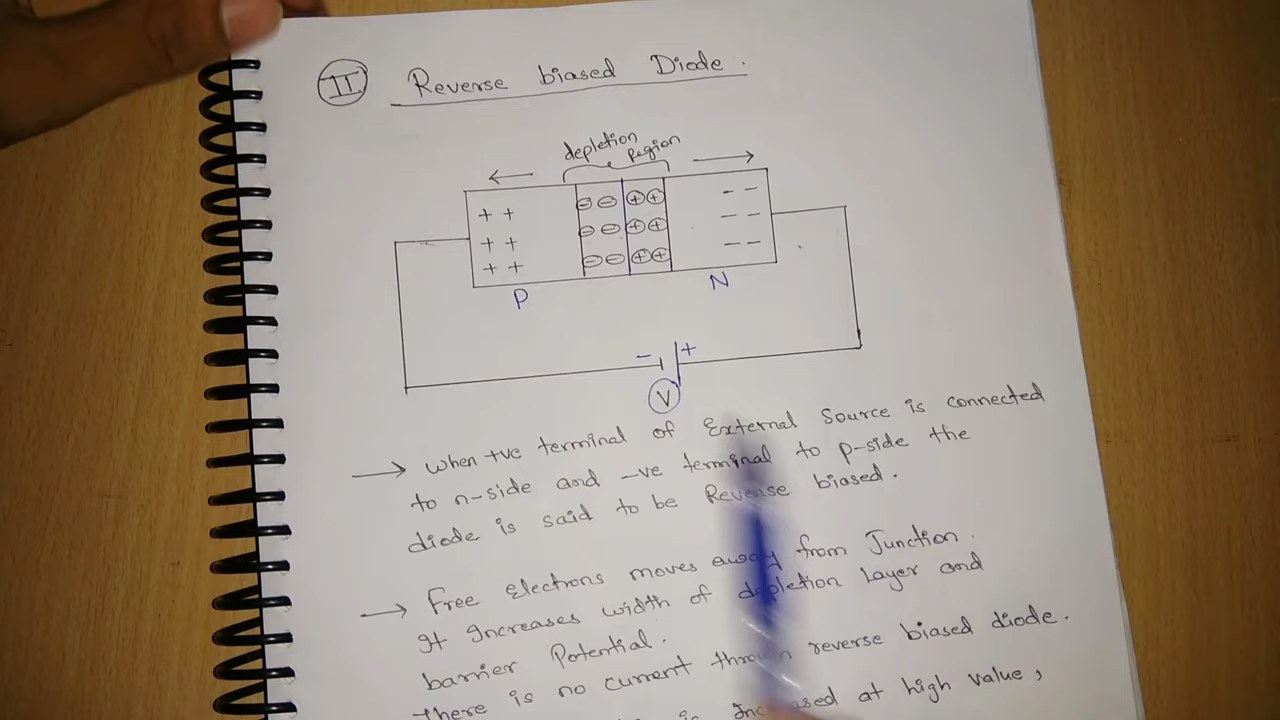 II Reverse biased Diode.
depletion
Region
← →
+ + ⊖ ⊖ ⊕ ⊕ – –
+ + ⊖ ⊖ ⊕ ⊕ – –
+ + ⊖ ⊖ ⊕ ⊕ – –
P N
– +
V
→ When +ve terminal of External Source is connected
to n-side and –ve terminal to p-side the
diode is said to be Reverse biased.
→ Free Electrons moves away from Junction.
It Increases width of depletion Layer and
barrier Potential.
There is no current reverse biased diode.
at high value,